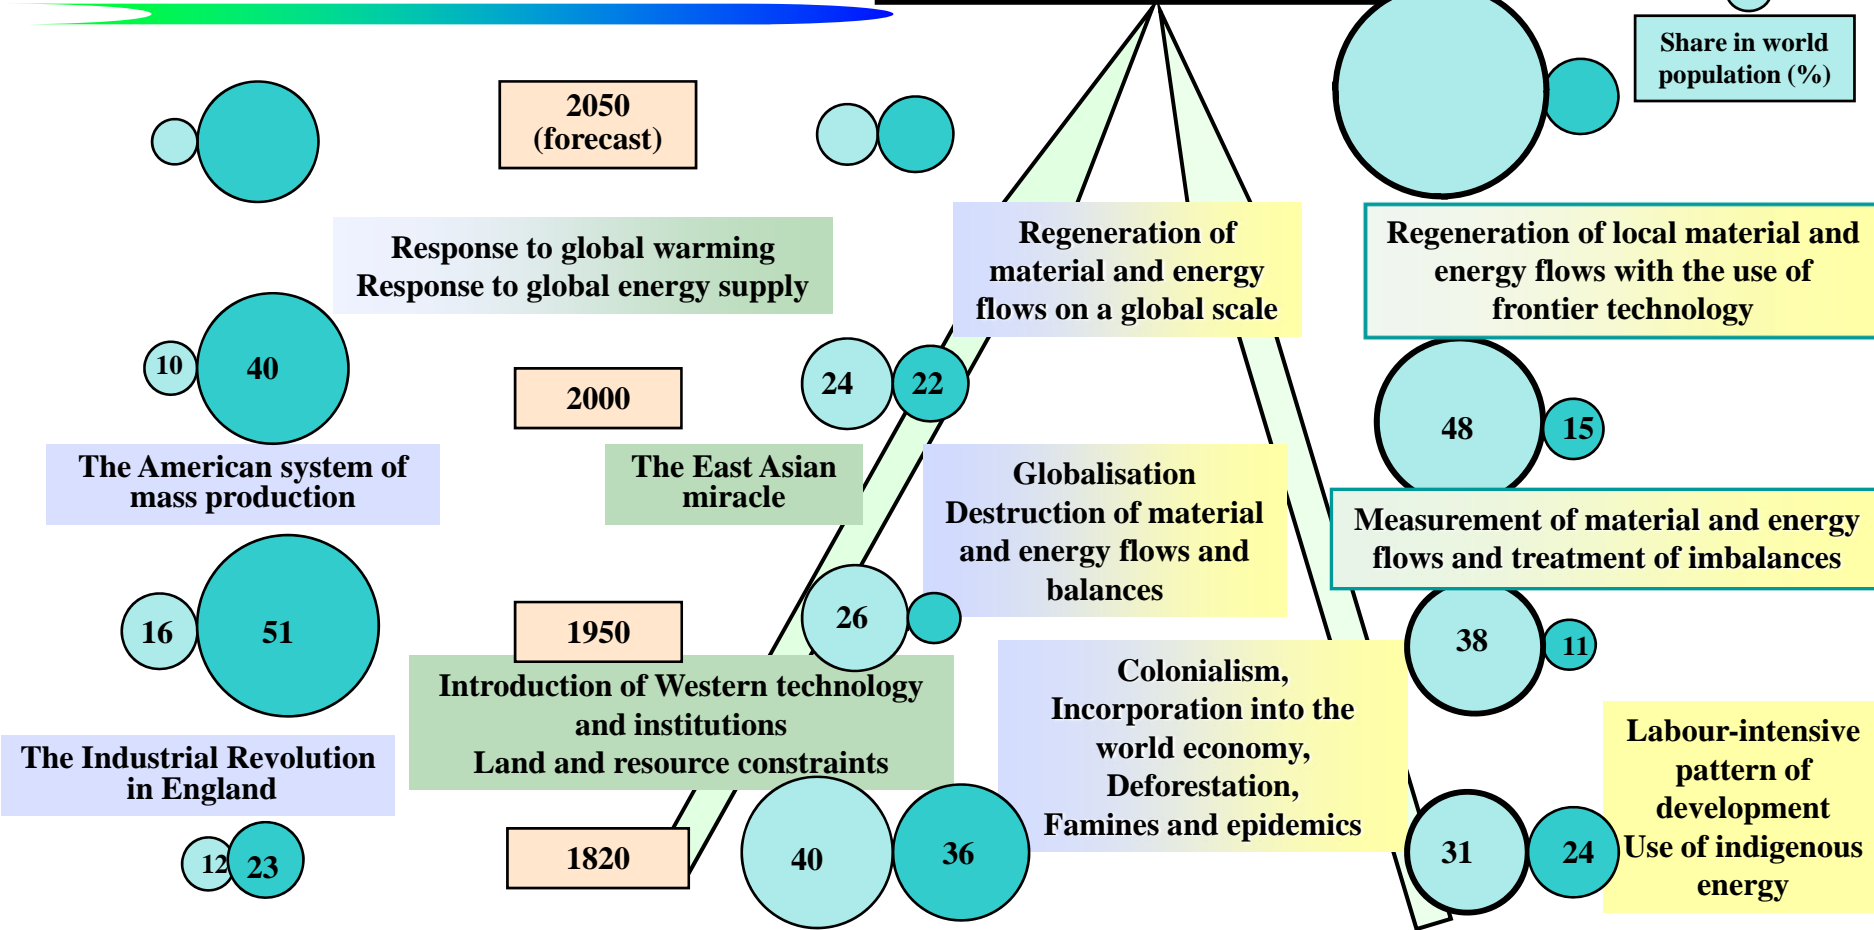 Share in world
population (%)
2050
(forecast)
Response to global warming
Response to global energy supply
Regeneration of
material and energy
flows on a global scale
Regeneration of local material and
energy flows with the use of
frontier technology
10
40
2000
24
22
48
15
The American system of
mass production
The East Asian
miracle
Globalisation
Destruction of material
and energy flows and
balances
Measurement of material and energy
flows and treatment of imbalances
16
51
1950
26
38
11
Introduction of Western technology
and institutions
Land and resource constraints
Colonialism,
Incorporation into the
world economy,
Deforestation,
Famines and epidemics
The Industrial Revolution
in England
Labour-intensive
pattern of
development
Use of indigenous
energy
12
23
1820
40
36
31
24